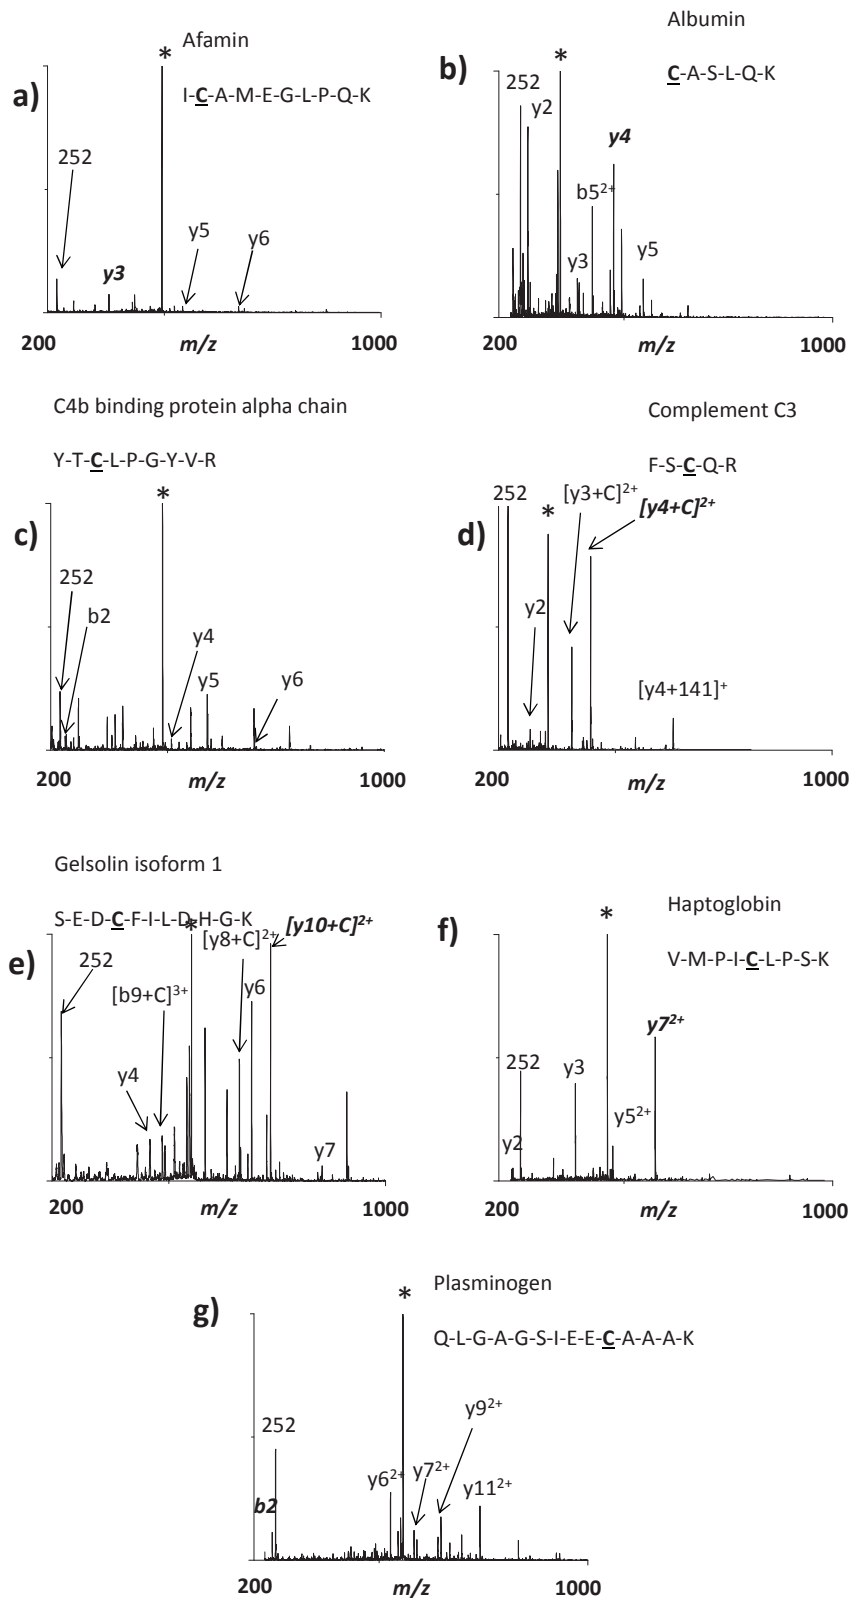 Afamin
a)
*
I-C-A-M-E-G-L-P-Q-K
252
y3
y5
y6
200
m/z
1000
Albumin
b)
*
C-A-S-L-Q-K
252
y2
y4
b5²⁺
y3
y5
200
m/z
1000
C4b binding protein alpha chain
Y-T-C-L-P-G-Y-V-R
c)
*
252
b2
y4
y5
y6
200
m/z
1000
Complement C3
F-S-C-Q-R
d)
252
*
[y3+C]²⁺
[y4+C]²⁺
y2
[y4+141]⁺
200
m/z
1000
Gelsolin isoform 1
S-E-D-C-F-I-L-D-H-G-K
e)
*
[y10+C]²⁺
[y8+C]²⁺
252
[b9+C]³⁺
y6
y4
y7
200
m/z
1000
Haptoglobin
f)
*
V-M-P-I-C-L-P-S-K
y7²⁺
252
y3
y5²⁺
y2
200
m/z
1000
Plasminogen
g)
*
Q-L-G-A-G-S-I-E-E-C-A-A-A-K
252
y9²⁺
y6²⁺
y7²⁺
y11²⁺
b2
200
m/z
1000